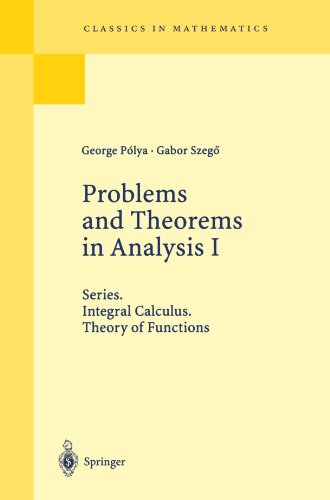 CLASSICS IN MATHEMATICS
George Pólya · Gabor Szegő
Problems
and Theorems
in Analysis I
Series.
Integral Calculus.
Theory of Functions
Springer